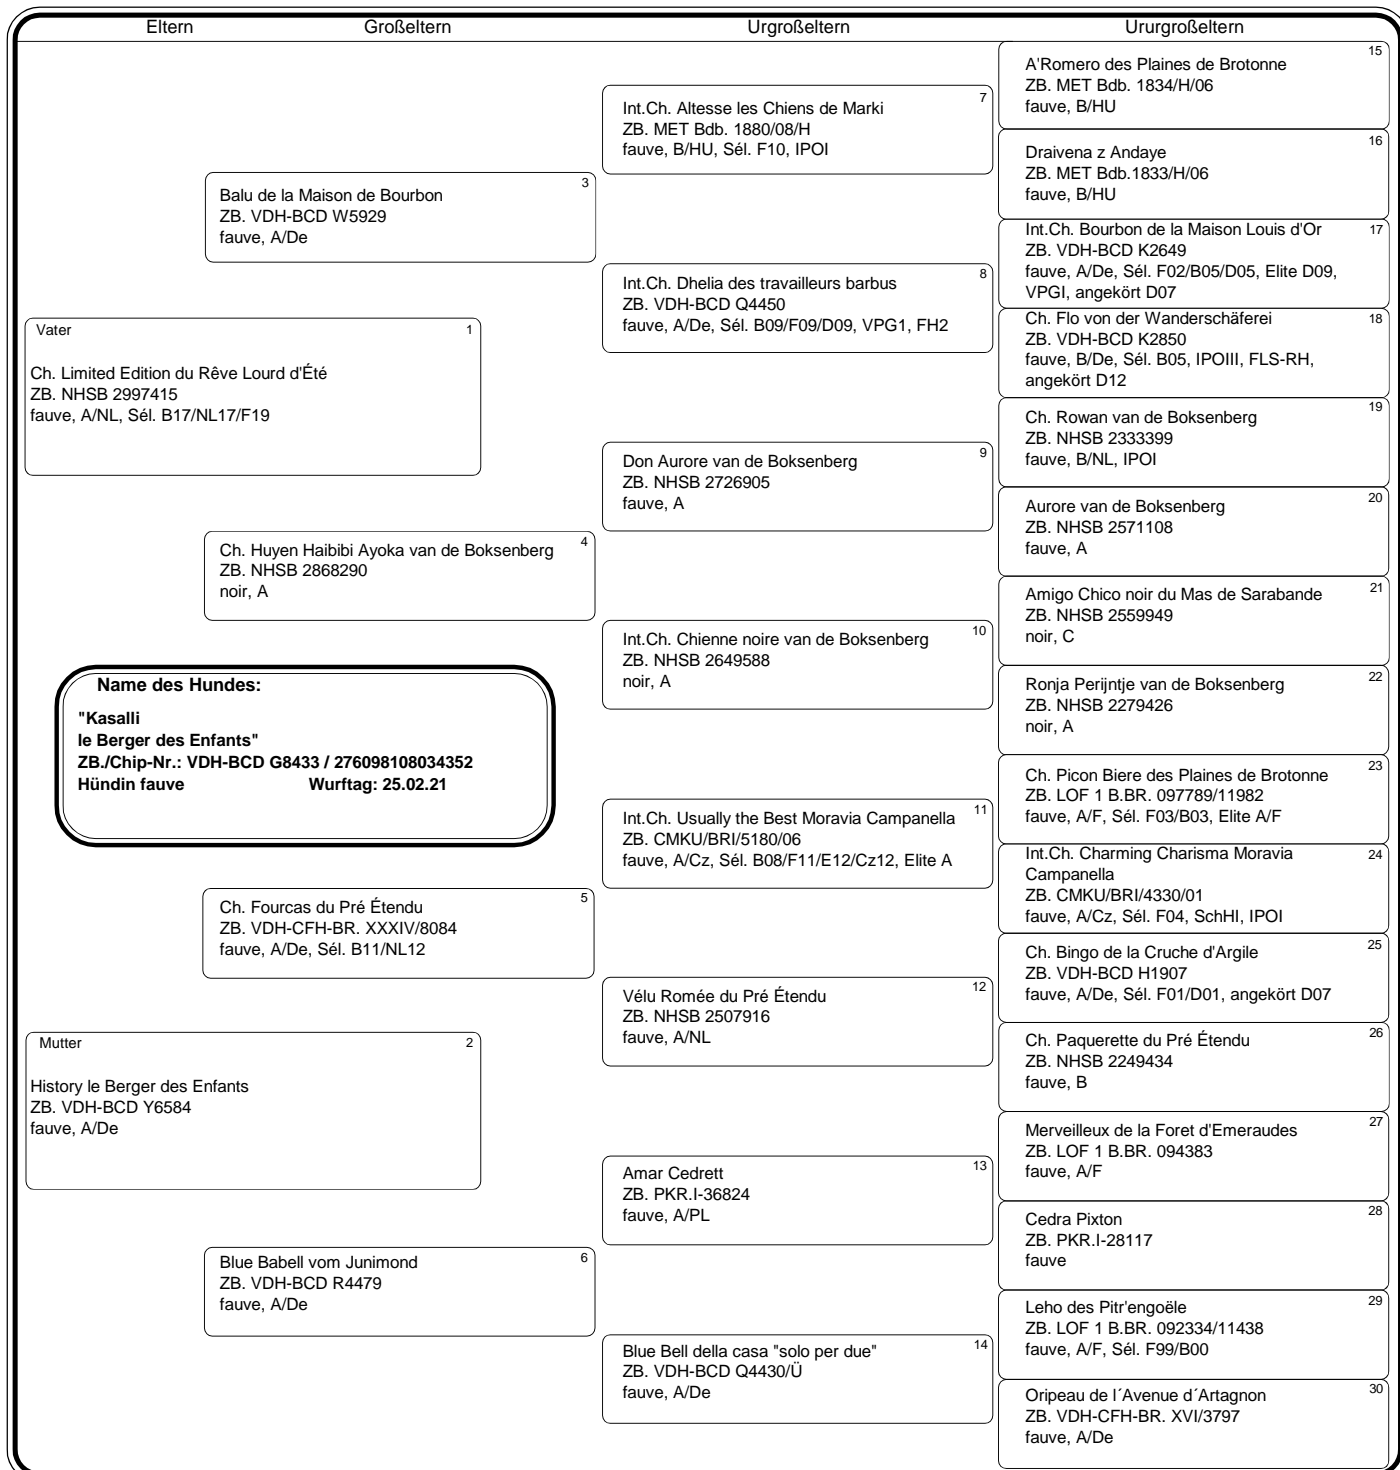 Eltern Großeltern Urgroßeltern Ururgroßeltern
Vater 1
Ch. Limited Edition du Rêve Lourd d'Été
ZB. NHSB 2997415
fauve, A/NL, Sél. B17/NL17/F19
Name des Hundes:
"Kasalli
le Berger des Enfants"
ZB./Chip-Nr.: VDH-BCD G8433 / 276098108034352
Hündin fauve Wurftag: 25.02.21
Mutter 2
History le Berger des Enfants
ZB. VDH-BCD Y6584
fauve, A/De
3
Balu de la Maison de Bourbon
ZB. VDH-BCD W5929
fauve, A/De
4
Ch. Huyen Haibibi Ayoka van de Boksenberg
ZB. NHSB 2868290
noir, A
5
Ch. Fourcas du Pré Étendu
ZB. VDH-CFH-BR. XXXIV/8084
fauve, A/De, Sél. B11/NL12
6
Blue Babell vom Junimond
ZB. VDH-BCD R4479
fauve, A/De
7
Int.Ch. Altesse les Chiens de Marki
ZB. MET Bdb. 1880/08/H
fauve, B/HU, Sél. F10, IPOI
8
Int.Ch. Dhelia des travailleurs barbus
ZB. VDH-BCD Q4450
fauve, A/De, Sél. B09/F09/D09, VPG1, FH2
9
Don Aurore van de Boksenberg
ZB. NHSB 2726905
fauve, A
10
Int.Ch. Chienne noire van de Boksenberg
ZB. NHSB 2649588
noir, A
11
Int.Ch. Usually the Best Moravia Campanella
ZB. CMKU/BRI/5180/06
fauve, A/Cz, Sél. B08/F11/E12/Cz12, Elite A
12
Vélu Romée du Pré Étendu
ZB. NHSB 2507916
fauve, A/NL
13
Amar Cedrett
ZB. PKR.I-36824
fauve, A/PL
14
Blue Bell della casa "solo per due"
ZB. VDH-BCD Q4430/Ü
fauve, A/De
15
A'Romero des Plaines de Brotonne
ZB. MET Bdb. 1834/H/06
fauve, B/HU
16
Draivena z Andaye
ZB. MET Bdb.1833/H/06
fauve, B/HU
17
Int.Ch. Bourbon de la Maison Louis d'Or
ZB. VDH-BCD K2649
fauve, A/De, Sél. F02/B05/D05, Elite D09,
VPGI, angekört D07
18
Ch. Flo von der Wanderschäferei
ZB. VDH-BCD K2850
fauve, B/De, Sél. B05, IPOIII, FLS-RH,
angekört D12
19
Ch. Rowan van de Boksenberg
ZB. NHSB 2333399
fauve, B/NL, IPOI
20
Aurore van de Boksenberg
ZB. NHSB 2571108
fauve, A
21
Amigo Chico noir du Mas de Sarabande
ZB. NHSB 2559949
noir, C
22
Ronja Perijntje van de Boksenberg
ZB. NHSB 2279426
noir, A
23
Ch. Picon Biere des Plaines de Brotonne
ZB. LOF 1 B.BR. 097789/11982
fauve, A/F, Sél. F03/B03, Elite A/F
24
Int.Ch. Charming Charisma Moravia
Campanella
ZB. CMKU/BRI/4330/01
fauve, A/Cz, Sél. F04, SchHI, IPOI
25
Ch. Bingo de la Cruche d'Argile
ZB. VDH-BCD H1907
fauve, A/De, Sél. F01/D01, angekört D07
26
Ch. Paquerette du Pré Étendu
ZB. NHSB 2249434
fauve, B
27
Merveilleux de la Foret d'Emeraudes
ZB. LOF 1 B.BR. 094383
fauve, A/F
28
Cedra Pixton
ZB. PKR.I-28117
fauve
29
Leho des Pitr'engoële
ZB. LOF 1 B.BR. 092334/11438
fauve, A/F, Sél. F99/B00
30
Oripeau de l´Avenue d´Artagnon
ZB. VDH-CFH-BR. XVI/3797
fauve, A/De